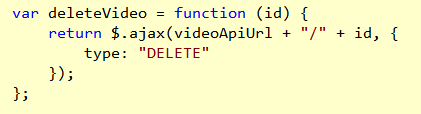 var deleteVideo = function (id) {
    return $.ajax(videoApiUrl + "/" + id, {
        type: "DELETE"
    });
};